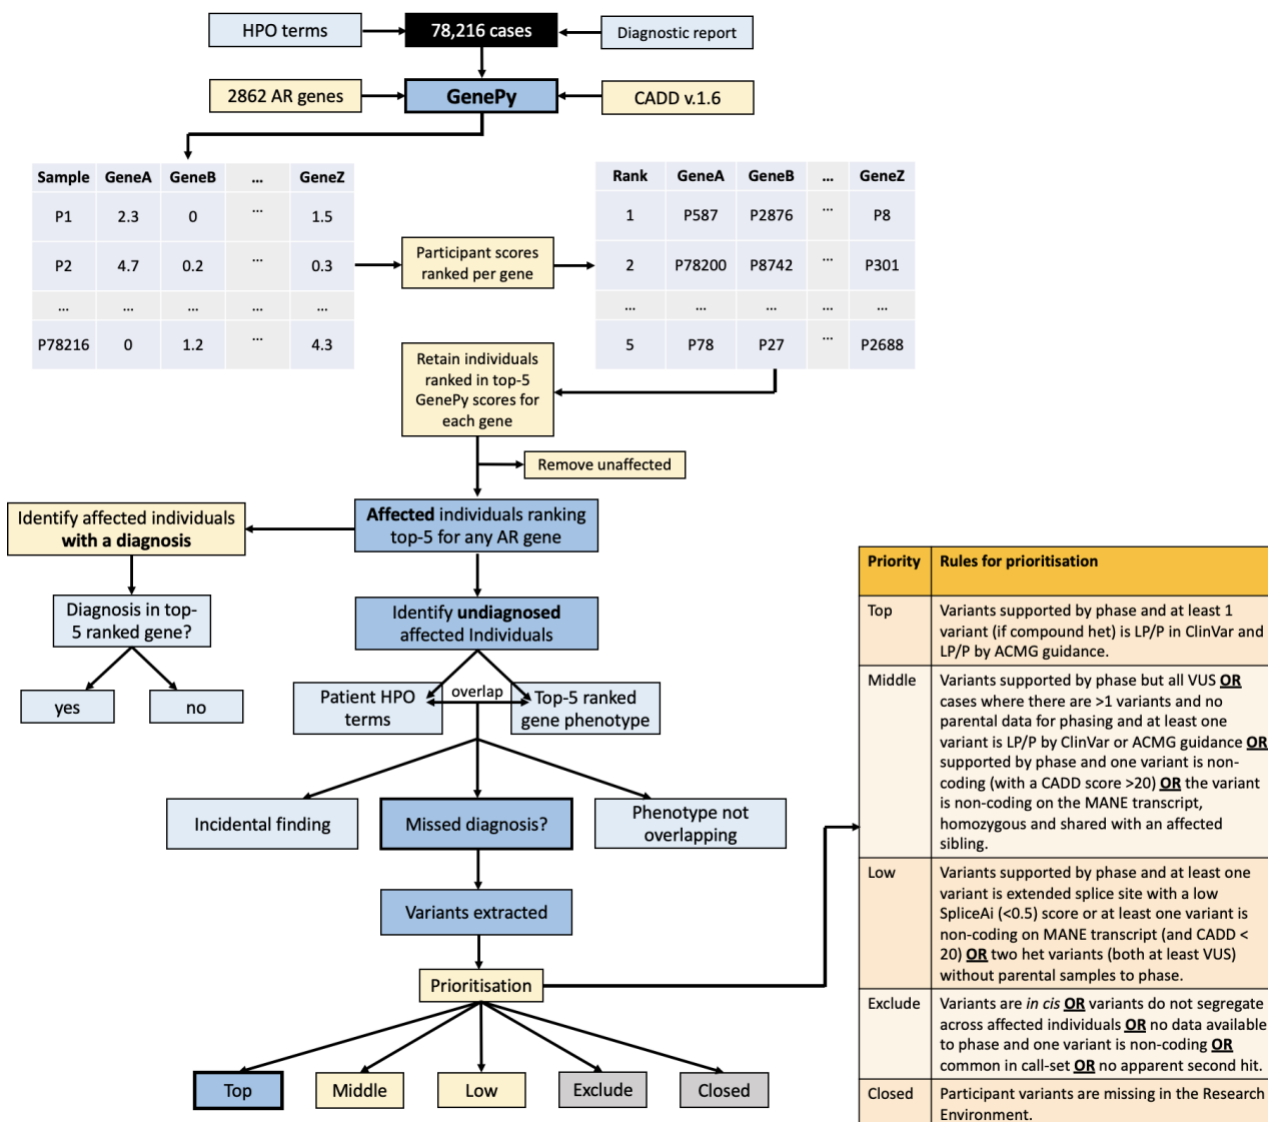 HPO terms
78,216 cases
Diagnostic report
2862 AR genes
GenePy
CADD v.1.6
Sample GeneA GeneB ... GeneZ
P1 2.3 0 ... 1.5
P2 4.7 0.2 ... 0.3
... ... ... ... ...
P78216 0 1.2 ... 4.3
Participant scores
ranked per gene
Rank GeneA GeneB ... GeneZ
1 P587 P2876 ... P8
2 P78200 P8742 ... P301
... ... ... ... ...
5 P78 P27 ... P2688
Retain individuals
ranked in top-5
GenePy scores for
each gene
Remove unaffected
Affected individuals ranking
top-5 for any AR gene
Identify affected individuals
with a diagnosis
Diagnosis in top-
5 ranked gene?
yes
no
Identify undiagnosed
affected Individuals
Patient HPO
terms
overlap
Top-5 ranked
gene phenotype
Incidental finding
Missed diagnosis?
Phenotype not
overlapping
Variants extracted
Prioritisation
Top
Middle
Low
Exclude
Closed
Priority Rules for prioritisation
Top Variants supported by phase and at least 1
variant (if compound het) is LP/P in ClinVar and
LP/P by ACMG guidance.
Middle Variants supported by phase but all VUS OR
cases where there are >1 variants and no
parental data for phasing and at least one
variant is LP/P by ClinVar or ACMG guidance OR
supported by phase and one variant is non-
coding (with a CADD score >20) OR the variant
is non-coding on the MANE transcript,
homozygous and shared with an affected
sibling.
Low Variants supported by phase and at least one
variant is extended splice site with a low
SpliceAi (<0.5) score or at least one variant is
non-coding on MANE transcript (and CADD <
20) OR two het variants (both at least VUS)
without parental samples to phase.
Exclude Variants are in cis OR variants do not segregate
across affected individuals OR no data available
to phase and one variant is non-coding OR
common in call-set OR no apparent second hit.
Closed Participant variants are missing in the Research
Environment.